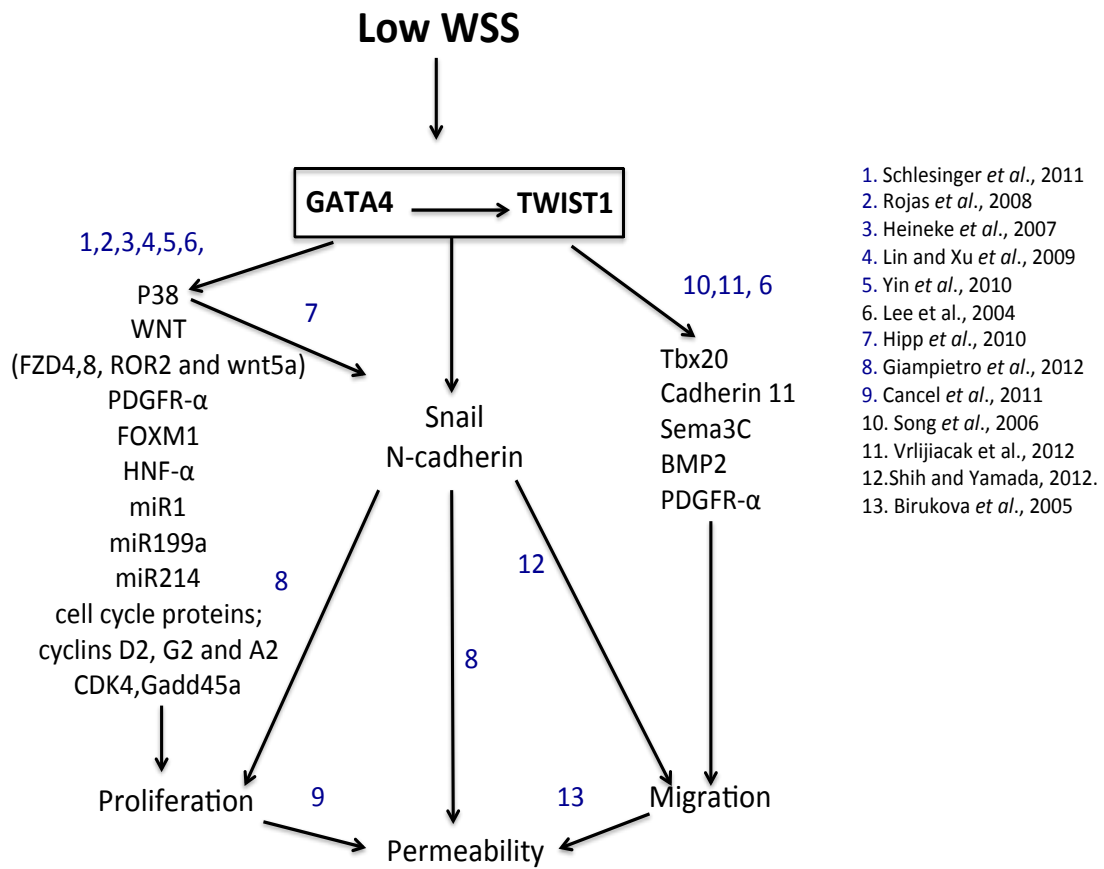 Low WSS
GATA4
TWIST1
1,2,3,4,5,6,
P38
WNT
(FZD4,8, ROR2 and wnt5a)
PDGFR-α
FOXM1
HNF-α
miR1
miR199a
miR214
cell cycle proteins;
cyclins D2, G2 and A2
CDK4,Gadd45a
7
Snail
N-cadherin
10,11, 6
Tbx20
Cadherin 11
Sema3C
BMP2
PDGFR-α
8
8
12
Proliferation
9
13
Migration
Permeability
1. Schlesinger et al., 2011
2. Rojas et al., 2008
3. Heineke et al., 2007
4. Lin and Xu et al., 2009
5. Yin et al., 2010
6. Lee et al., 2004
7. Hipp et al., 2010
8. Giampietro et al., 2012
9. Cancel et al., 2011
10. Song et al., 2006
11. Vrlijiacak et al., 2012
12.Shih and Yamada, 2012.
13. Birukova et al., 2005